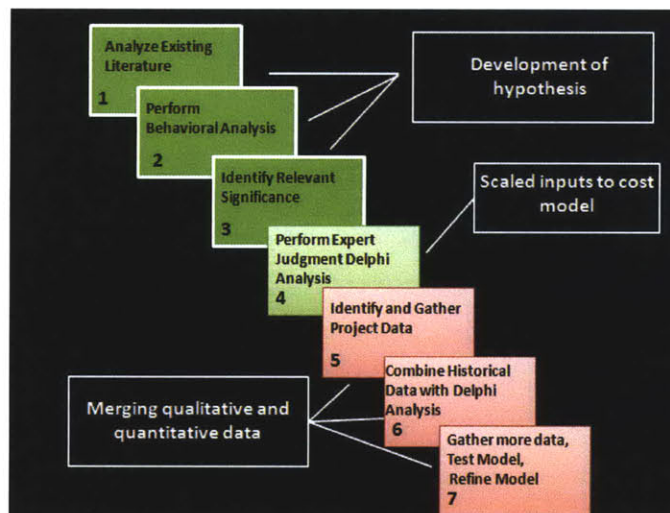 Analyze Existing
Literature
1
Development of
hypothesis
Perform
Behavioral Analysis
2
Identify Relevant
Significance
3
Scaled inputs to cost
model
Perform Expert
Judgment Delphi
Analysis
4
Identify and Gather
Project Data
5
Combine Historical
Data with Delphi
Analysis
6
Merging qualitative and
quantitative data
Gather more data,
Test Model,
Refine Model
7